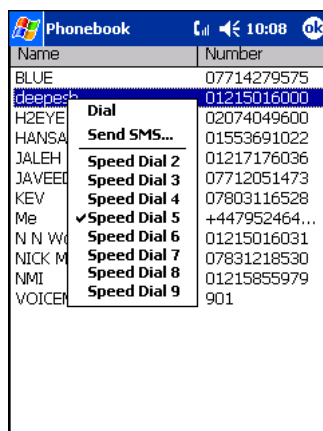 Phonebook 10:08 ok
Name Number
BLUE 07714279575
deepesh 01215016000
H2EYE 02074049600
HANSA 01553691022
JALEH 01217176036
JAVEED 07712051473
KEV 07803116528
Me +447952464...
N N W 01215016031
NICK M 07831218530
NMI 01215855979
VOICEM 901
Dial
Send SMS...
Speed Dial 2
Speed Dial 3
Speed Dial 4
Speed Dial 5
Speed Dial 6
Speed Dial 7
Speed Dial 8
Speed Dial 9